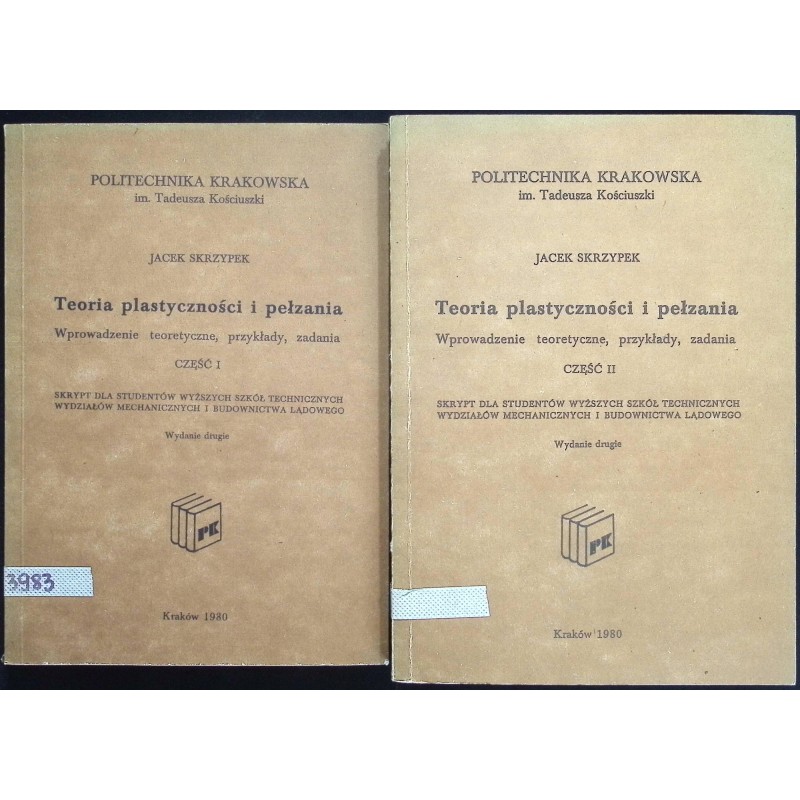 POLITECHNIKA KRAKOWSKA
im. Tadeusza Kościuszki
JACEK SKRZYPEK
Teoria plastyczności i pełzania
Wprowadzenie teoretyczne, przykłady, zadania
CZĘŚĆ I
SKRYPT DLA STUDENTÓW WYŻSZYCH SZKÓŁ TECHNICZNYCH
WYDZIAŁÓW MECHANICZNYCH I BUDOWNICTWA LĄDOWEGO
Wydanie drugie
PK
3983
Kraków 1980
POLITECHNIKA KRAKOWSKA
im. Tadeusza Kościuszki
JACEK SKRZYPEK
Teoria plastyczności i pełzania
Wprowadzenie teoretyczne, przykłady, zadania
CZĘŚĆ II
SKRYPT DLA STUDENTÓW WYŻSZYCH SZKÓŁ TECHNICZNYCH
WYDZIAŁÓW MECHANICZNYCH I BUDOWNICTWA LĄDOWEGO
Wydanie drugie
PK
Kraków 1980